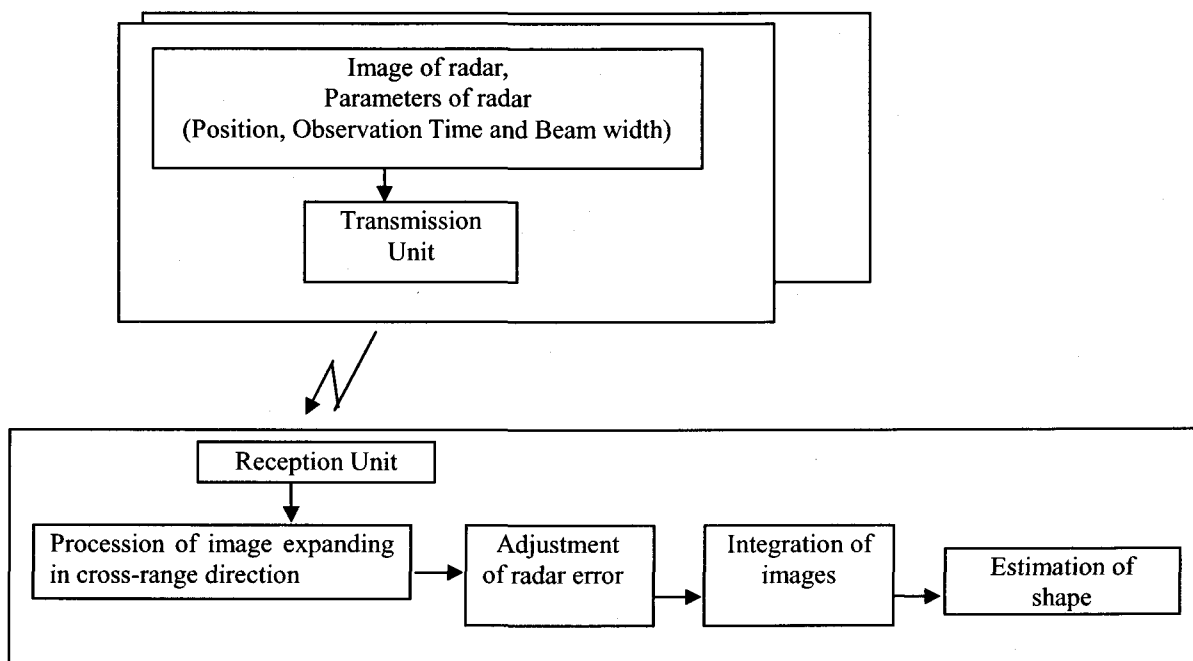 Image of radar,
Parameters of radar
(Position, Observation Time and Beam width)
Transmission
Unit
Reception Unit
Procession of image expanding
in cross-range direction
Adjustment
of radar error
Integration of
images
Estimation of
shape